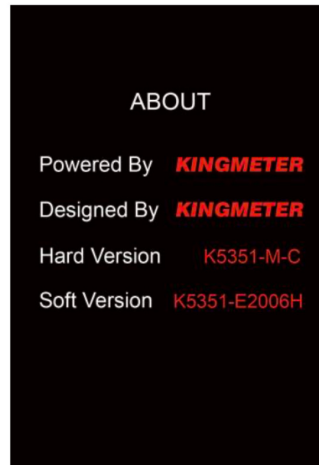 ABOUT
Powered By KINGMETER
Designed By KINGMETER
Hard Version K5351-M-C
Soft Version K5351-E2006H